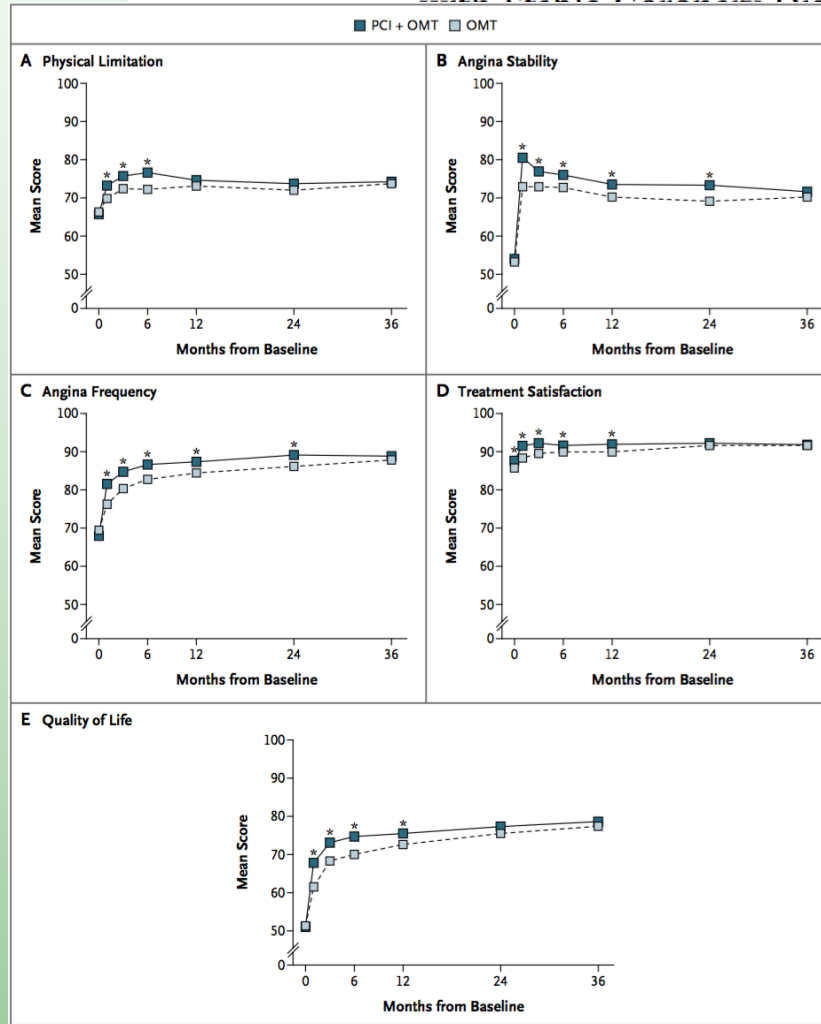 PCI + OMT OMT
A Physical Limitation
100
90
80
70
60
50
0
Mean Score
* * *
0 6 12 24 36
Months from Baseline
B Angina Stability
100
90
80
70
60
50
0
Mean Score
* * * * *
0 6 12 24 36
Months from Baseline
C Angina Frequency
100
90
80
70
60
50
0
Mean Score
* * * * *
0 6 12 24 36
Months from Baseline
D Treatment Satisfaction
100
90
80
70
60
50
0
Mean Score
* * * * *
0 6 12 24 36
Months from Baseline
E Quality of Life
100
90
80
70
60
50
0
Mean Score
* * * *
0 6 12 24 36
Months from Baseline